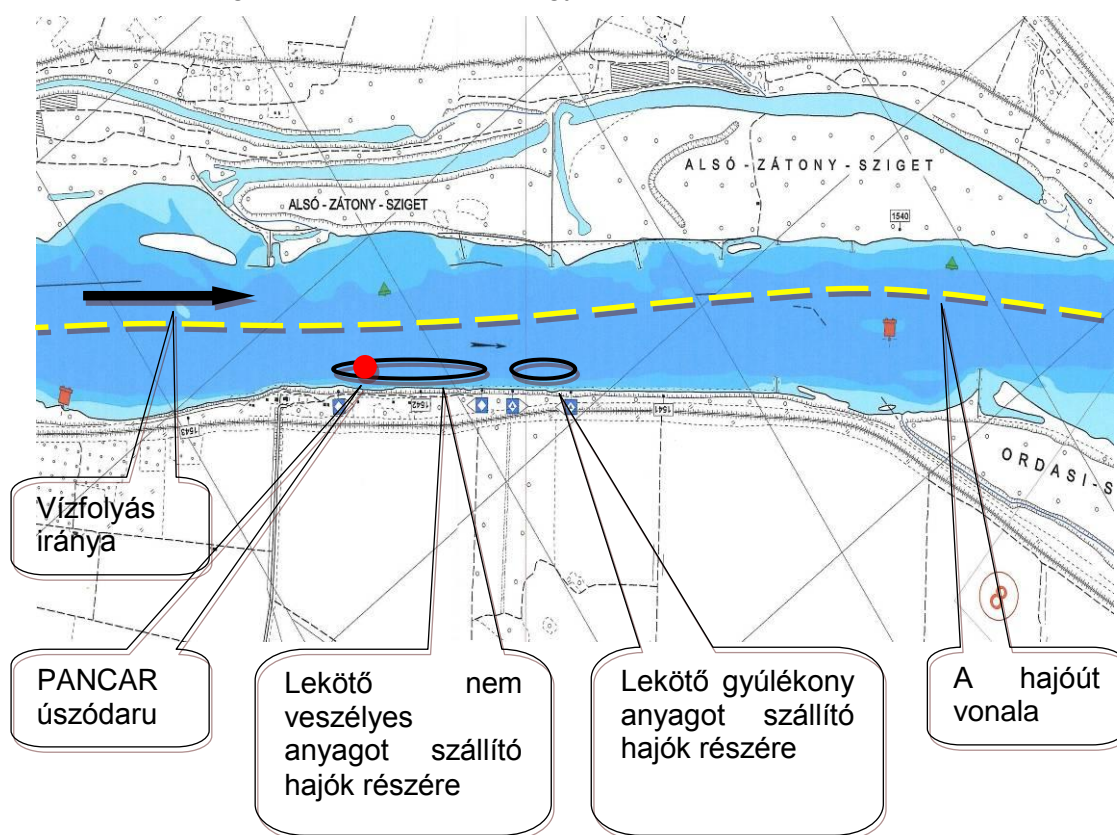 ALSÓ - ZÁTONY - SZIGET
ALSÓ - ZÁTONY - SZIGET
1540
1542
1541
1543
ORDASI - S
8
Vízfolyás
iránya
PANCAR
úszódaru
Lekötő nem
veszélyes
anyagot szállító
hajók részére
Lekötő gyúlékony
anyagot szállító
hajók részére
A hajóút
vonala